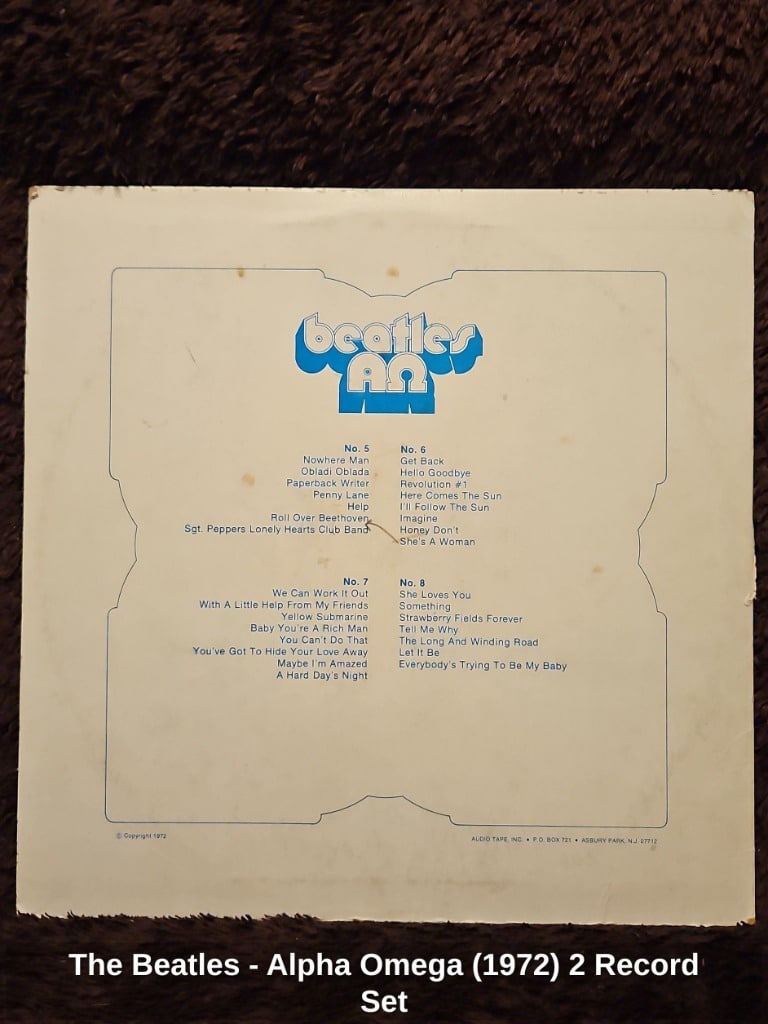 beatles
AΩ
No. 5
Nowhere Man
Obladi Oblada
Paperback Writer
Penny Lane
Help
Roll Over Beethoven
Sgt. Peppers Lonely Hearts Club Band
No. 6
Get Back
Hello Goodbye
Revolution #1
Here Comes The Sun
I'll Follow The Sun
Imagine
Honey Don't
She's A Woman
No. 7
We Can Work It Out
With A Little Help From My Friends
Yellow Submarine
Baby You're A Rich Man
You Can't Do That
You've Got To Hide Your Love Away
Maybe I'm Amazed
A Hard Day's Night
No. 8
She Loves You
Something
Strawberry Fields Forever
Tell Me Why
The Long And Winding Road
Let It Be
Everybody's Trying To Be My Baby
© Copyright 1972
AUDIO TAPE, INC. • P.O. BOX 721 • ASBURY PARK, N.J. 07712
The Beatles - Alpha Omega (1972) 2 Record
Set